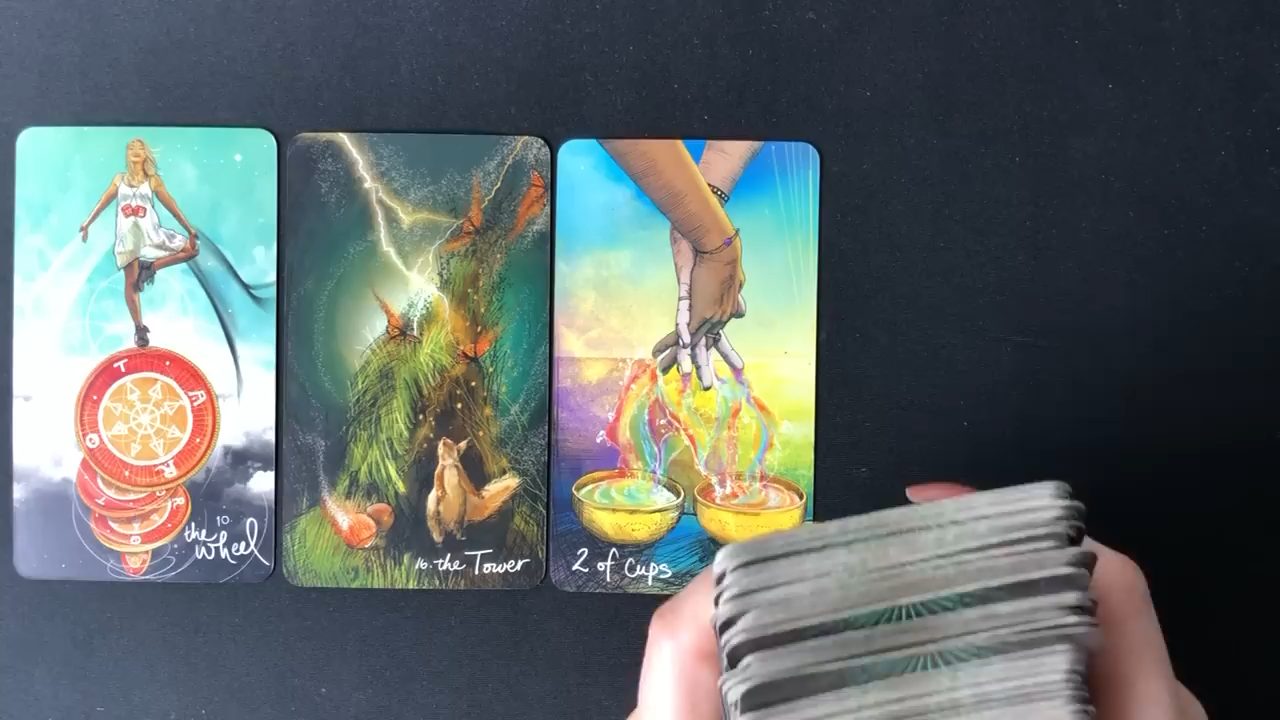 T A R O
T A R O
10.
the Wheel
16. the Tower
2 of Cups